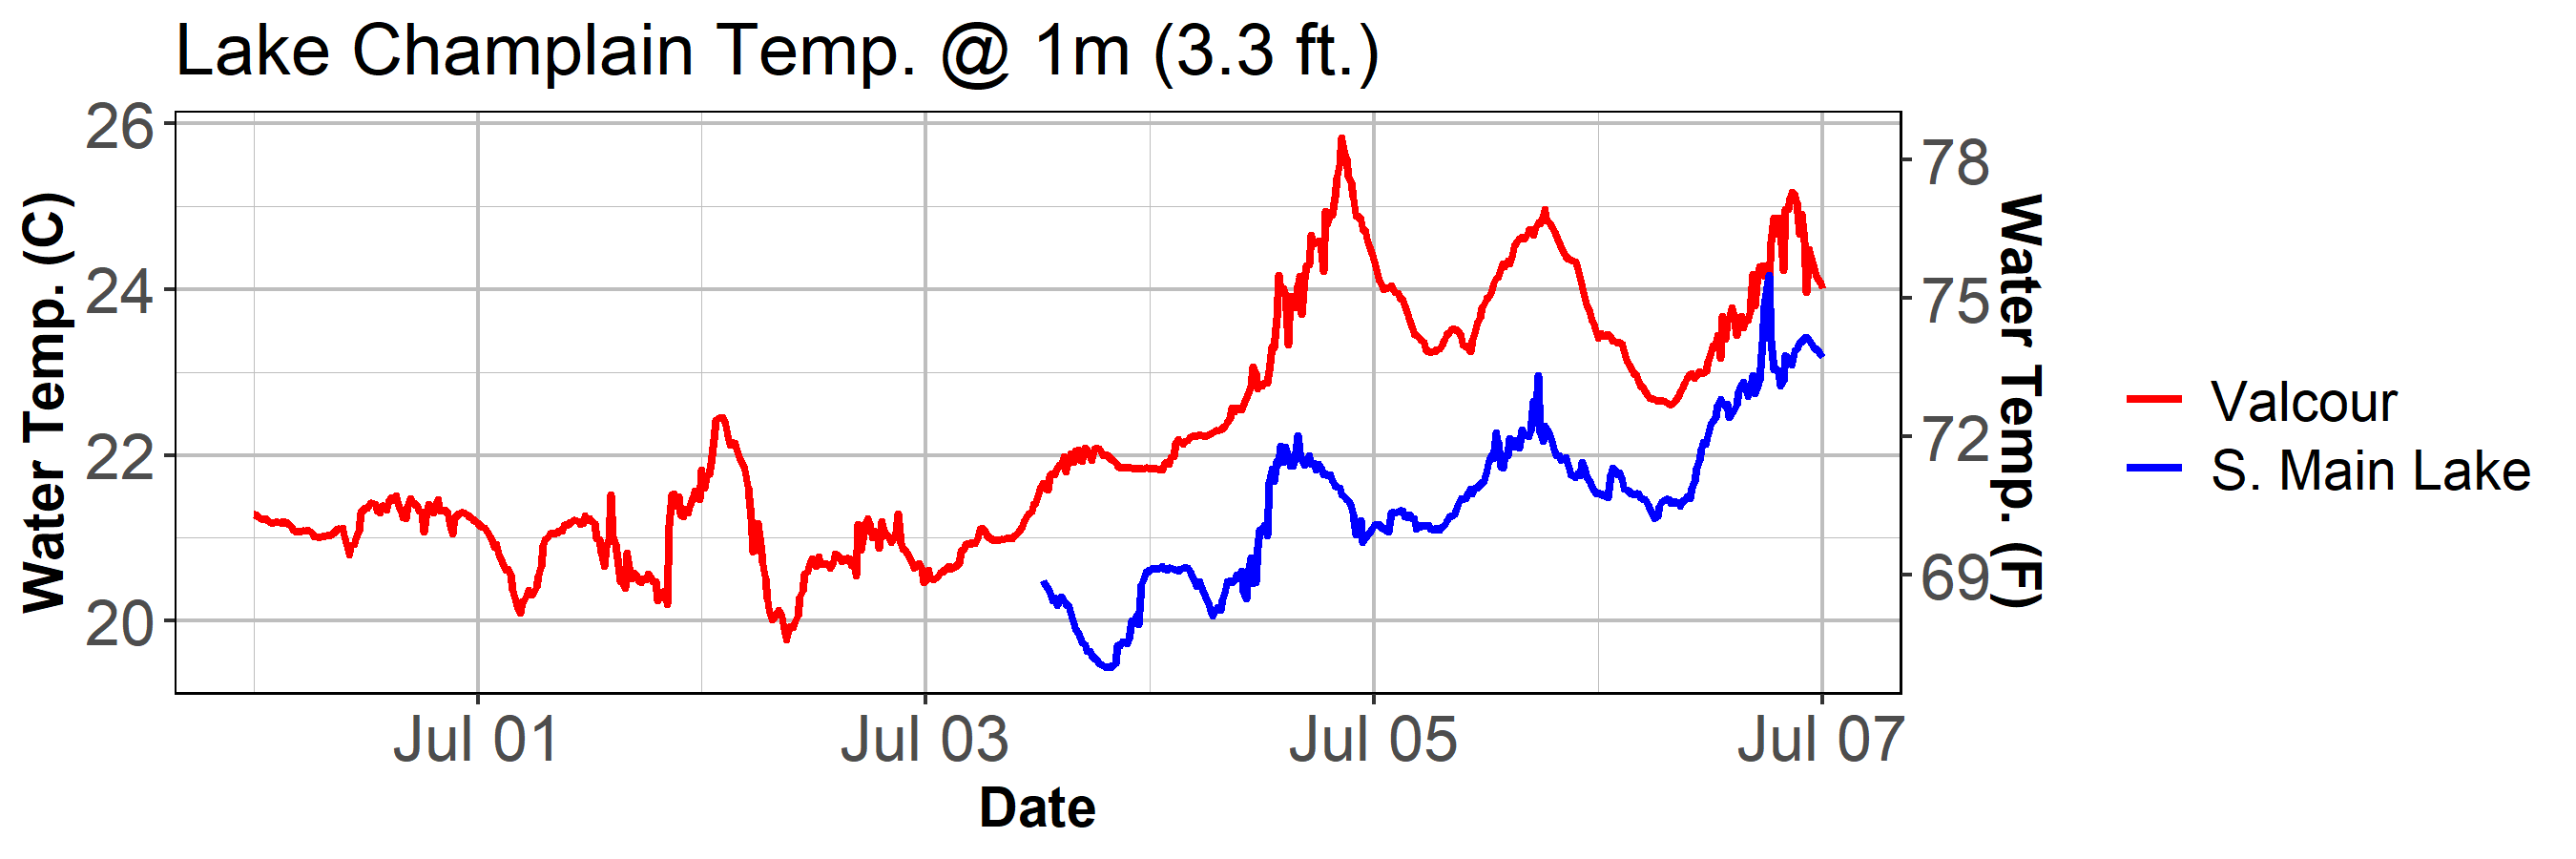 Lake Champlain Temp. @ 1m (3.3 ft.)
Water Temp. (C)
26
24
22
20
78
75
72
69
Water Temp. (F)
Jul 01
Jul 03
Jul 05
Jul 07
Date
Valcour
S. Main Lake